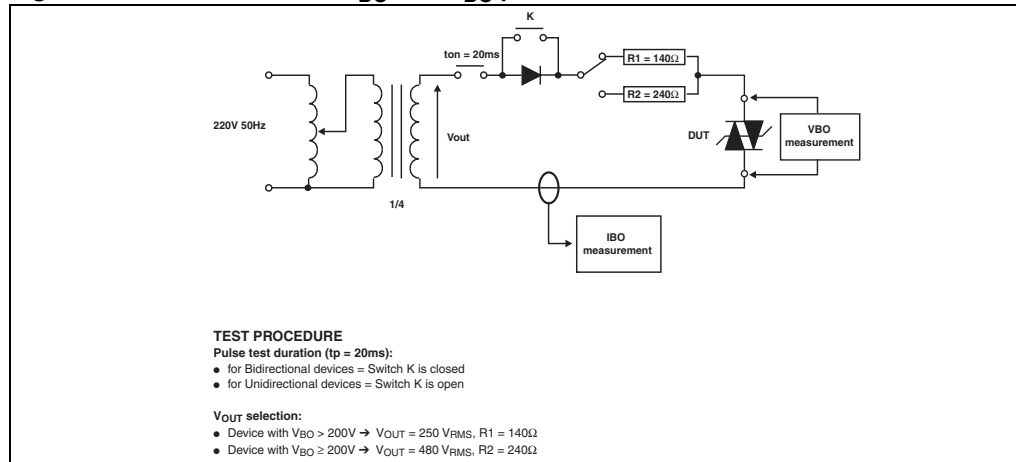 K
ton = 20ms
R1 = 140Ω
R2 = 240Ω
220V 50Hz
Vout
DUT
VBO
measurement
1/4
IBO
measurement
TEST PROCEDURE
Pulse test duration (tp = 20ms):
● for Bidirectional devices = Switch K is closed
● for Unidirectional devices = Switch K is open
VOUT selection:
● Device with VBO > 200V ➔ VOUT = 250 VRMS, R1 = 140Ω
● Device with VBO ≥ 200V ➔ VOUT = 480 VRMS, R2 = 240Ω